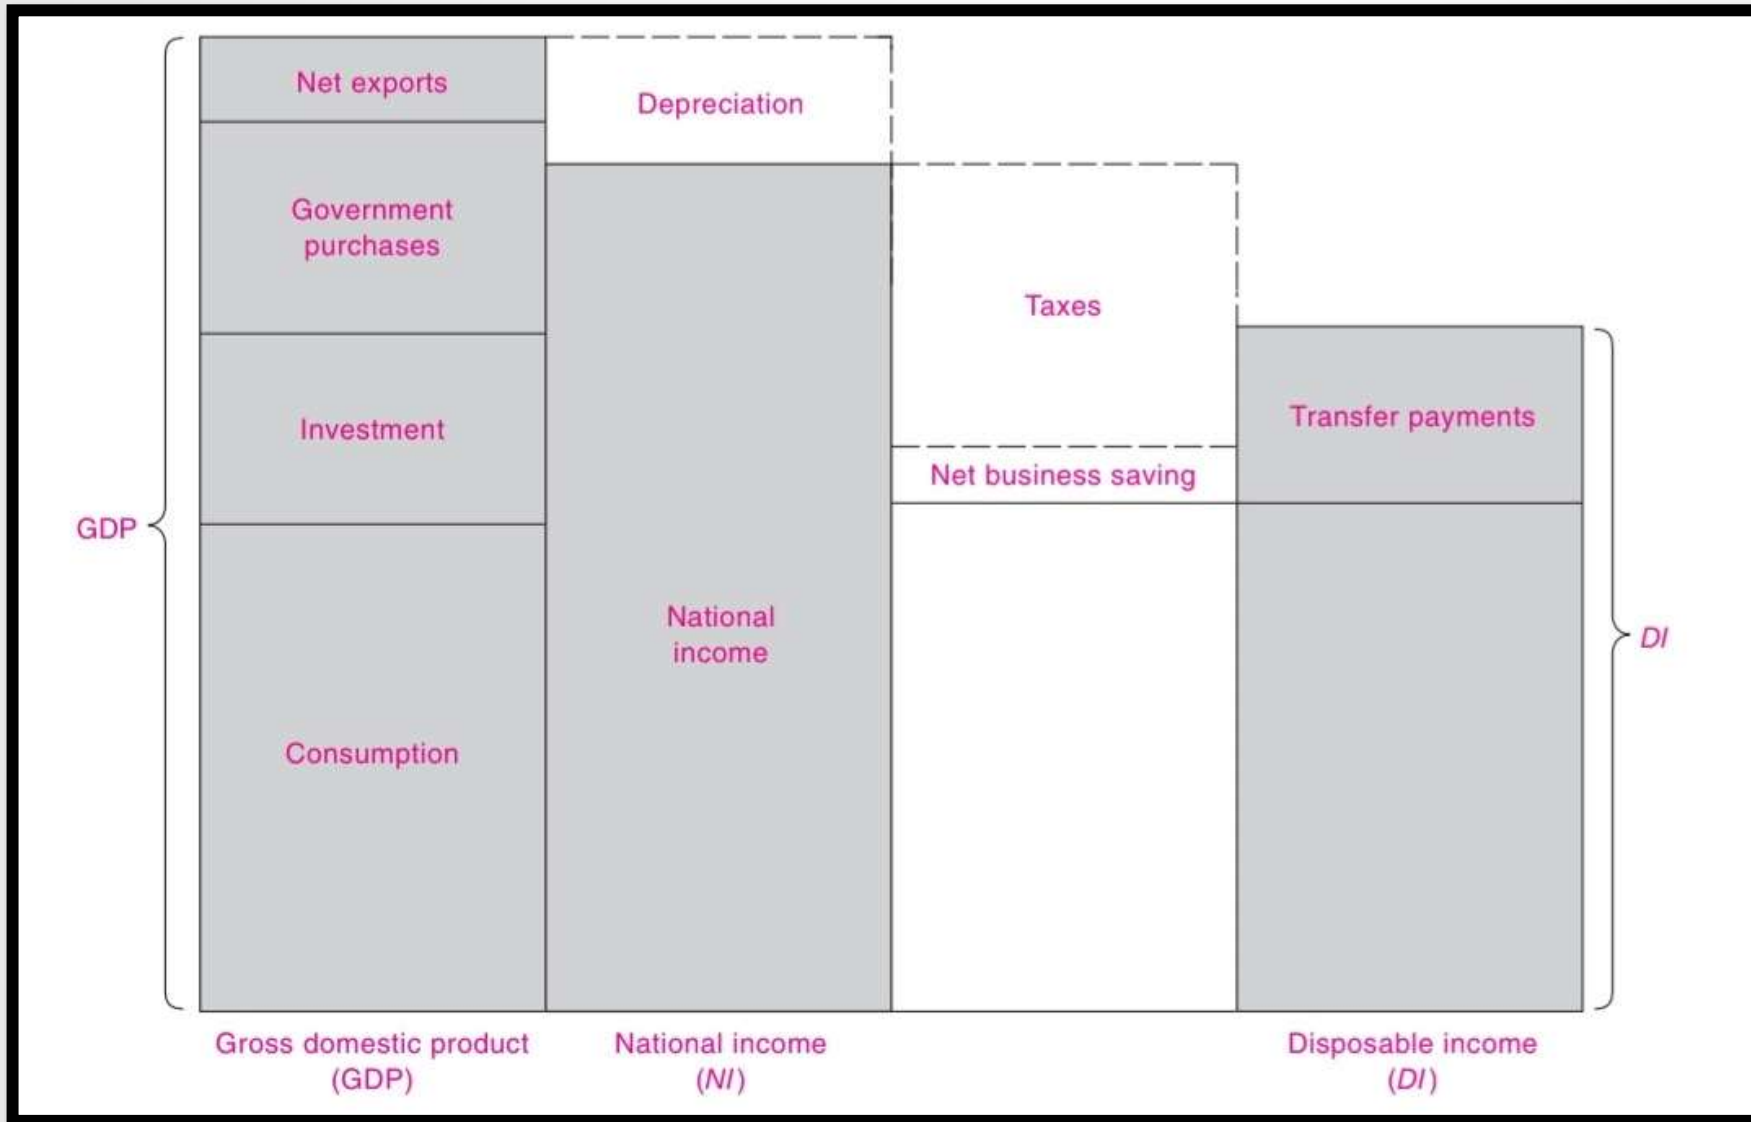 Net exports
Depreciation
Government
purchases
Taxes
Investment
Transfer payments
Net business saving
GDP
National
income
DI
Consumption
Gross domestic product
(GDP)
National income
(NI)
Disposable income
(DI)